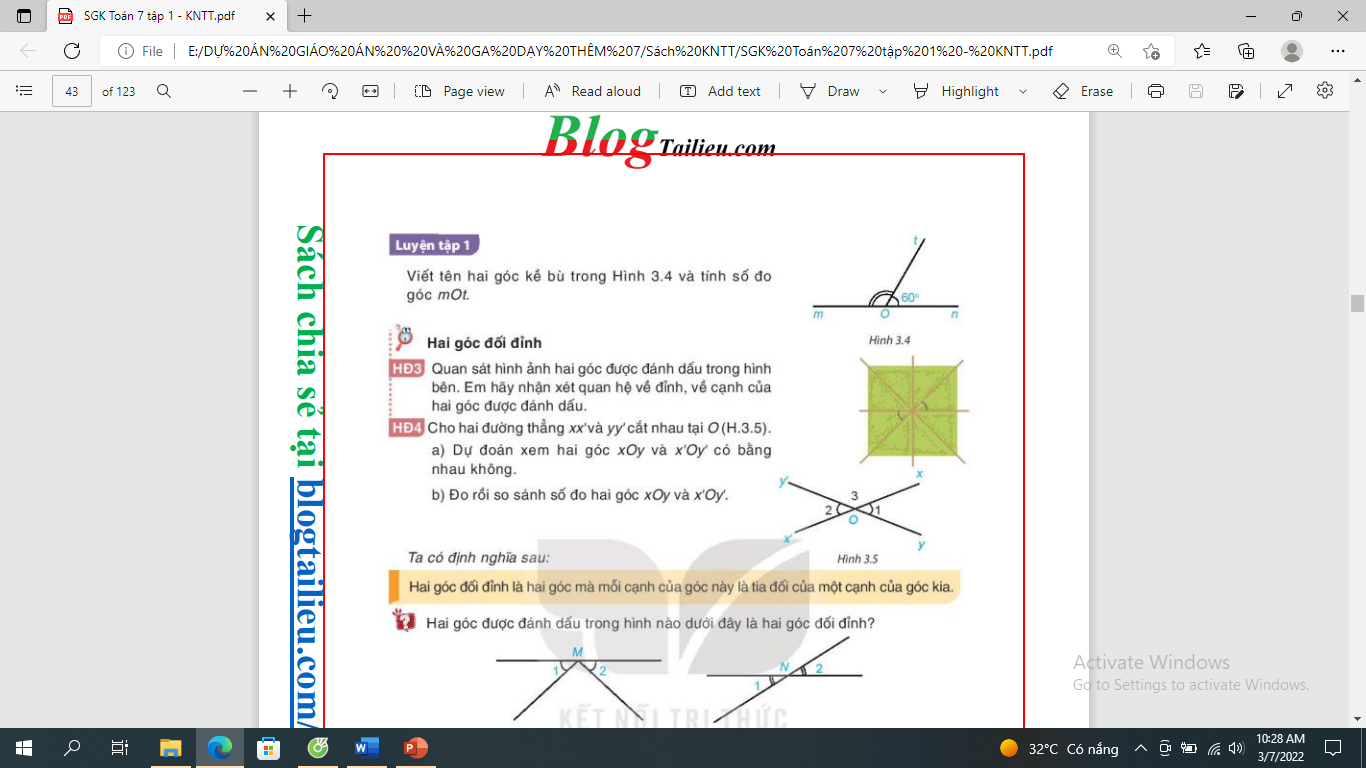 SGK Toán 7 tập 1 - KNTT.pdf
File
E:/DỰ%20ÁN%20GIÁO%20ÁN%20%20VÀ%20GA%20DẠY%20THÊM%207/Sách%20KNTT/SGK%20Toán%207%20tập%201%20-%20KNTT.pdf
43 of 123
Page view
Read aloud
Add text
Draw
Highlight
Erase
Blog Tailieu.com
Sách chia sẻ tại blogtailieu.com/
Luyện tập 1
Viết tên hai góc kề bù trong Hình 3.4 và tính số đo
góc mOt.
t
60°
m O n
Hình 3.4
Hai góc đối đỉnh
HĐ3 Quan sát hình ảnh hai góc được đánh dấu trong hình
bên. Em hãy nhận xét quan hệ về đỉnh, về cạnh của
hai góc được đánh dấu.
HĐ4 Cho hai đường thẳng xx' và yy' cắt nhau tại O (H.3.5).
a) Dự đoán xem hai góc xOy và x'Oy' có bằng
nhau không.
b) Đo rồi so sánh số đo hai góc xOy và x'Oy'.
y' x
3
2 1
O
x' y
Hình 3.5
Ta có định nghĩa sau:
Hai góc đối đỉnh là hai góc mà mỗi cạnh của góc này là tia đối của một cạnh của góc kia.
? Hai góc được đánh dấu trong hình nào dưới đây là hai góc đối đỉnh?
M
1 2
N 2
1
KẾT NỐI TRI THỨC
Activate Windows
Go to Settings to activate Windows.
32°C Có nắng
10:28 AM
3/7/2022